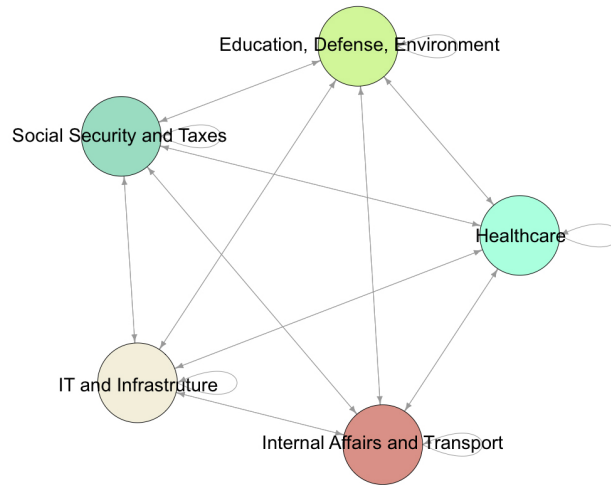 Education, Defense, Environment
Social Security and Taxes
Healthcare
IT and Infrastruture
Internal Affairs and Transport